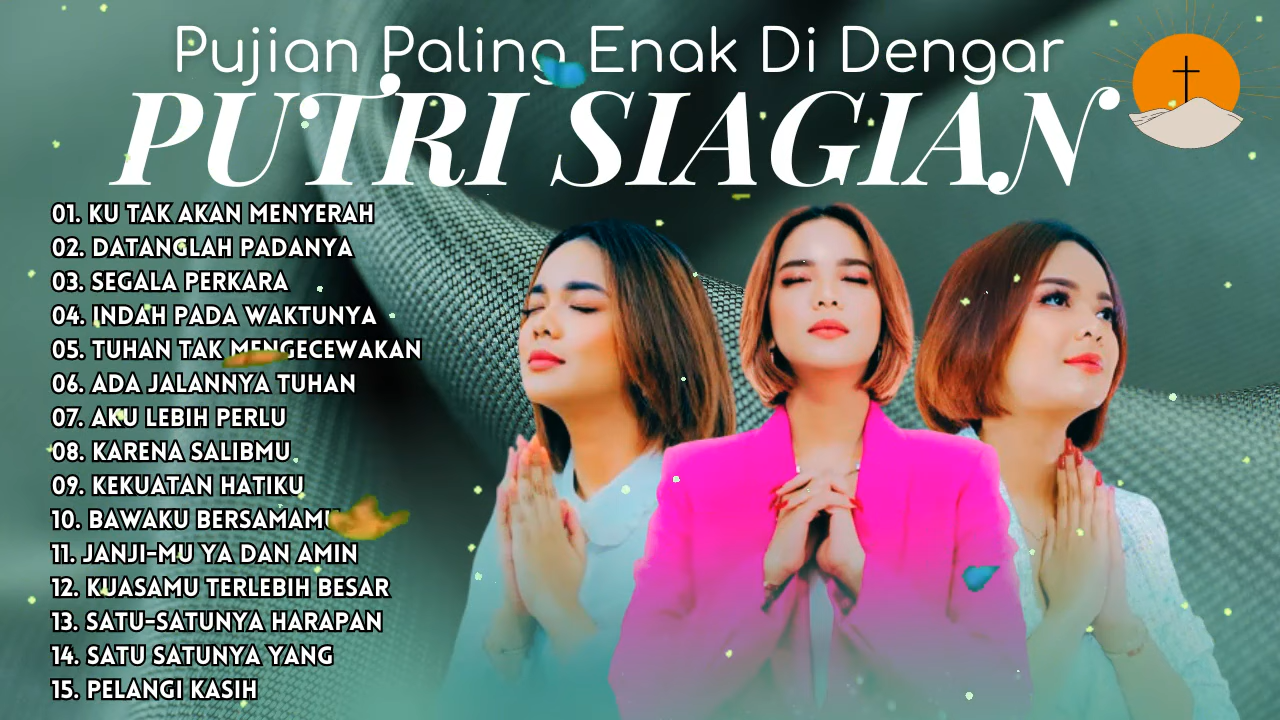 Pujian Paling Enak Di Dengar
PUTRI SIAGIAN
01. KU TAK AKAN MENYERAH
02. DATANGLAH PADANYA
03. SEGALA PERKARA
04. INDAH PADA WAKTUNYA
05. TUHAN TAK MENGECEWAKAN
06. ADA JALANNYA TUHAN
07. AKU LEBIH PERLU
08. KARENA SALIBMU
09. KEKUATAN HATIKU
10. BAWAKU BERSAMAMU
11. JANJI-MU YA DAN AMIN
12. KUASAMU TERLEBIH BESAR
13. SATU-SATUNYA HARAPAN
14. SATU SATUNYA YANG
15. PELANGI KASIH